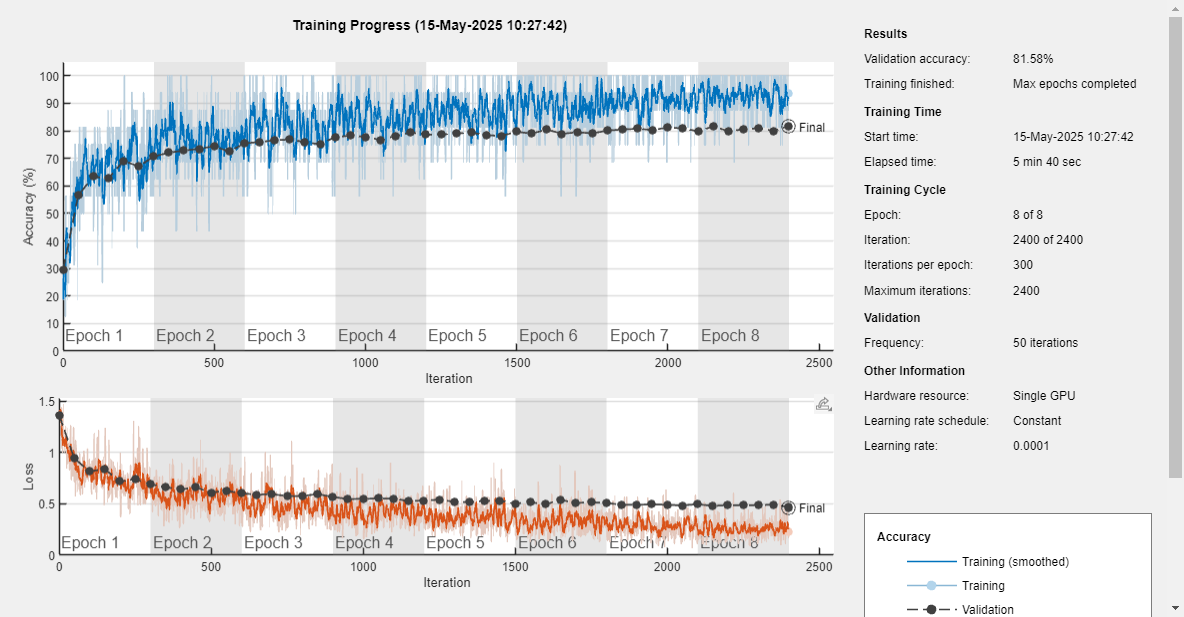 Training Progress (15-May-2025 10:27:42)
100
90
80
70
60
50
40
30
20
10
0
Accuracy (%)
Final
Epoch 1 Epoch 2 Epoch 3 Epoch 4 Epoch 5 Epoch 6 Epoch 7 Epoch 8
0 500 1000 1500 2000 2500
Iteration
1.5
1
0.5
0
Loss
Final
Epoch 1 Epoch 2 Epoch 3 Epoch 4 Epoch 5 Epoch 6 Epoch 7 Epoch 8
0 500 1000 1500 2000 2500
Iteration
Results
Validation accuracy: 81.58%
Training finished: Max epochs completed
Training Time
Start time: 15-May-2025 10:27:42
Elapsed time: 5 min 40 sec
Training Cycle
Epoch: 8 of 8
Iteration: 2400 of 2400
Iterations per epoch: 300
Maximum iterations: 2400
Validation
Frequency: 50 iterations
Other Information
Hardware resource: Single GPU
Learning rate schedule: Constant
Learning rate: 0.0001
Accuracy
Training (smoothed)
Training
Validation